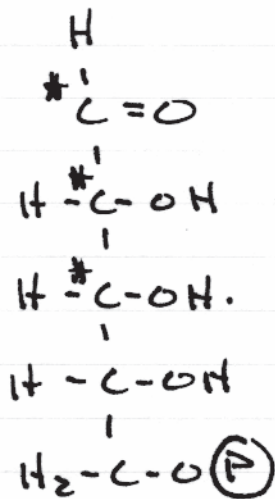 H
* C = O
H - *C - OH
H - *C - OH.
H - C - OH
H₂ - C - O Ⓟ